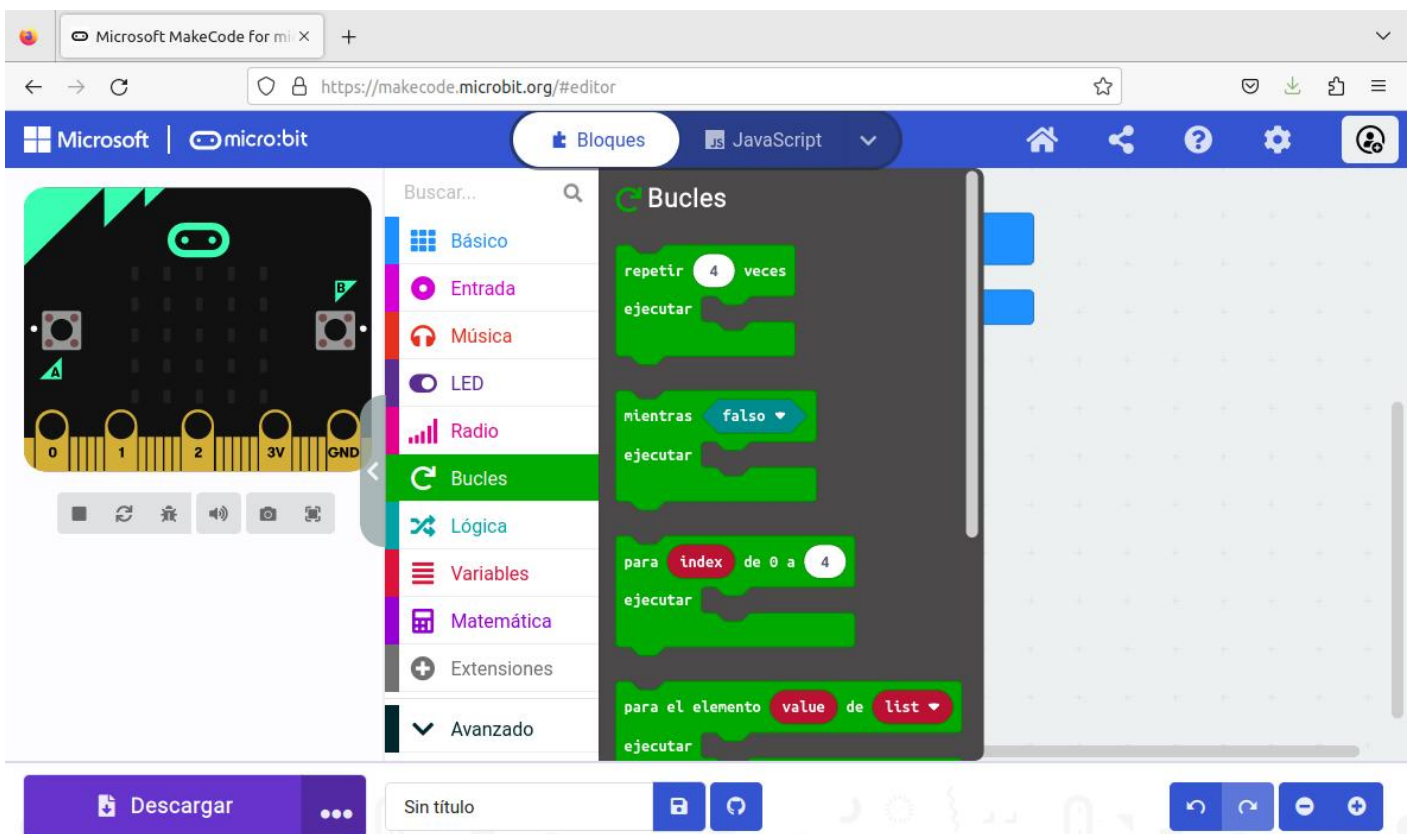 Microsoft MakeCode for mi
https://makecode.microbit.org/#editor
Microsoft
micro:bit
Bloques
JS JavaScript
Buscar...
Básico
Entrada
Música
LED
Radio
Bucles
Lógica
Variables
Matemática
Extensiones
Avanzado
Bucles
repetir 4 veces
ejecutar
mientras falso
ejecutar
para index de 0 a 4
ejecutar
para el elemento value de list
ejecutar
B
A
0 1 2 3V GND
Descargar
Sin título